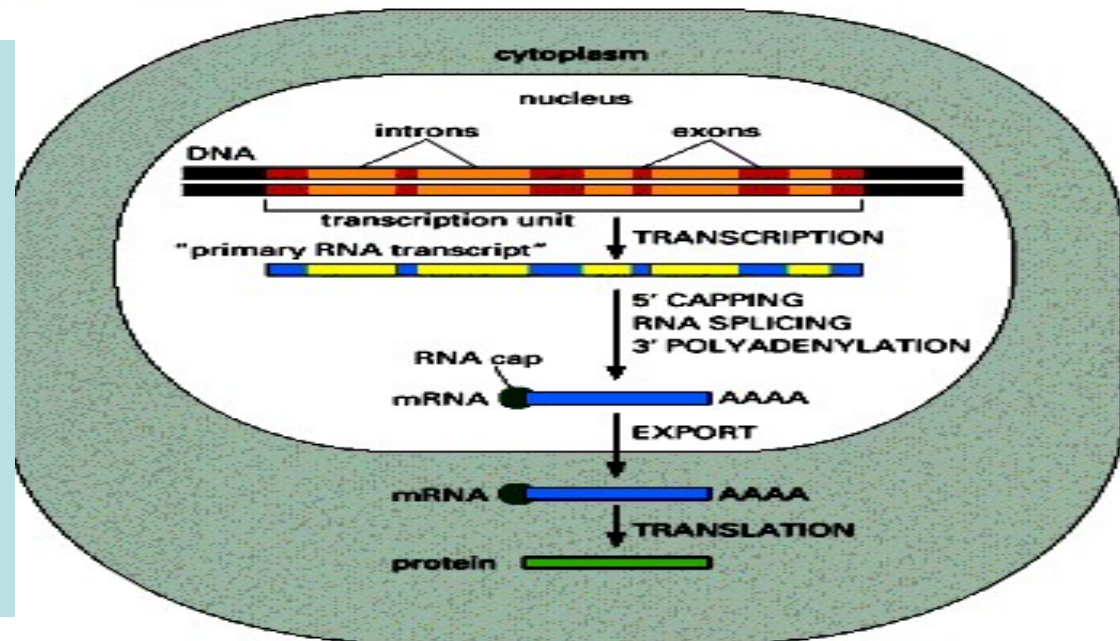 cytoplasm
nucleus
introns exons
DNA
transcription unit
"primary RNA transcript"
TRANSCRIPTION
5' CAPPING
RNA SPLICING
3' POLYADENYLATION
RNA cap
mRNA AAAA
EXPORT
mRNA AAAA
TRANSLATION
protein